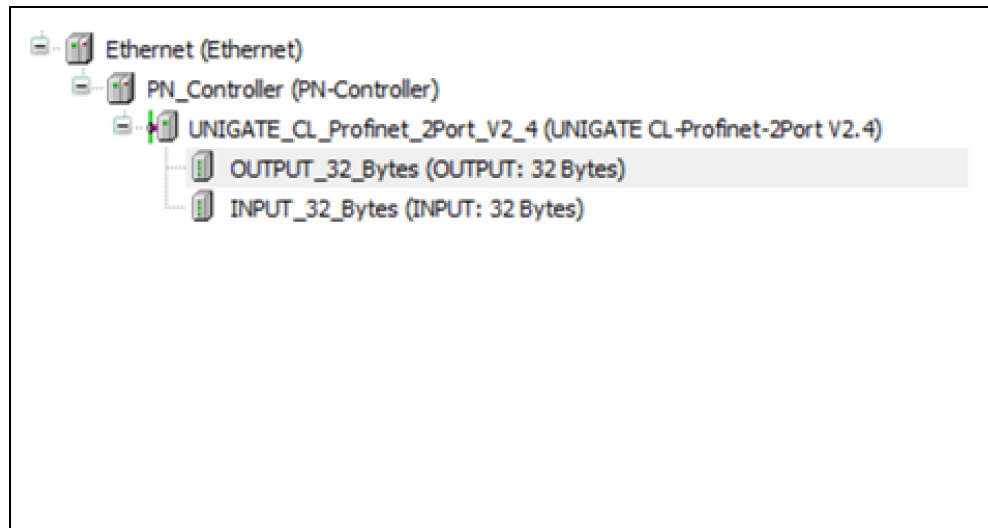 Ethernet (Ethernet)
PN_Controller (PN-Controller)
UNIGATE_CL_Profinet_2Port_V2_4 (UNIGATE CL-Profinet-2Port V2.4)
OUTPUT_32_Bytes (OUTPUT: 32 Bytes)
INPUT_32_Bytes (INPUT: 32 Bytes)